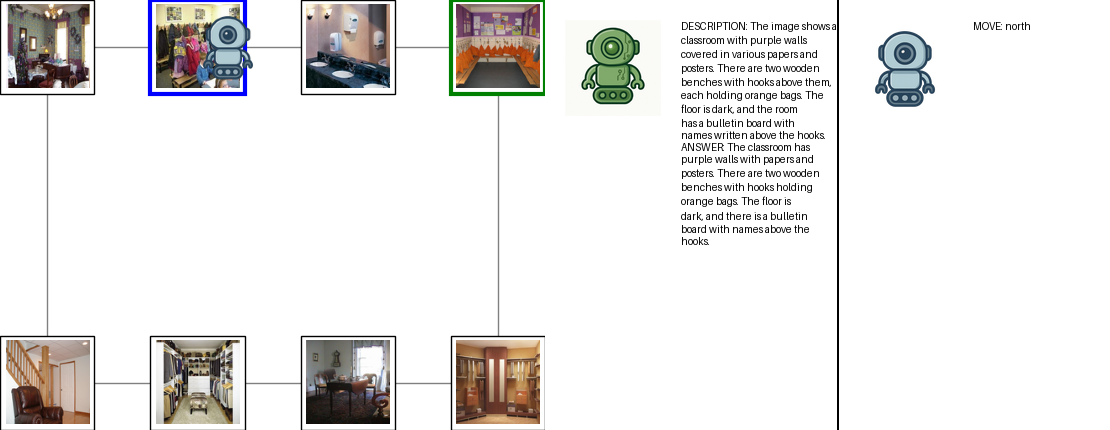 DESCRIPTION: The image shows a
classroom with purple walls
covered in various papers and
posters. There are two wooden
benches with hooks above them,
each holding orange bags. The
floor is dark, and the room
has a bulletin board with
names written above the hooks.
ANSWER: The classroom has
purple walls with papers and
posters. There are two wooden
benches with hooks holding
orange bags. The floor is
dark, and there is a bulletin
board with names above the
hooks.
MOVE: north